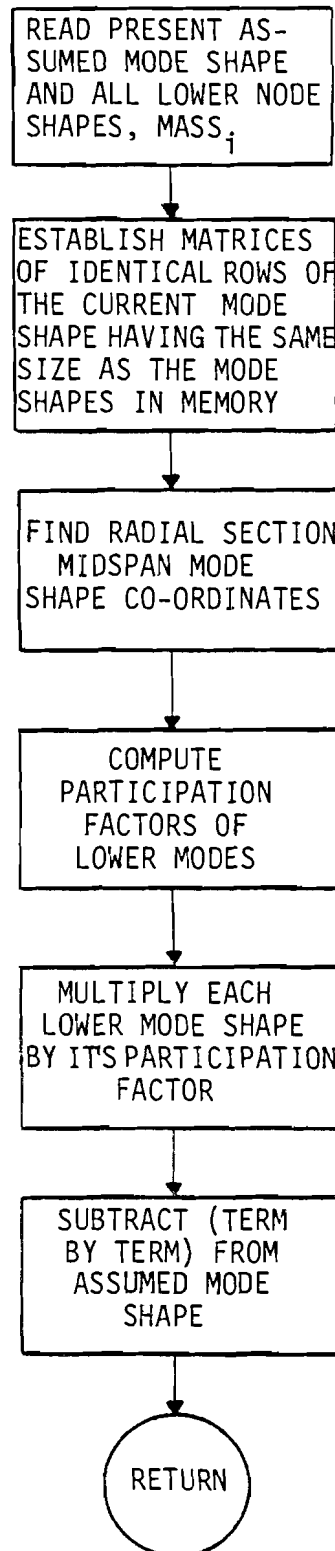 READ PRESENT AS-
SUMED MODE SHAPE
AND ALL LOWER NODE
SHAPES, MASSi
ESTABLISH MATRICES
OF IDENTICAL ROWS OF
THE CURRENT MODE
SHAPE HAVING THE SAME
SIZE AS THE MODE
SHAPES IN MEMORY
FIND RADIAL SECTION
MIDSPAN MODE
SHAPE CO-ORDINATES
COMPUTE
PARTICIPATION
FACTORS OF
LOWER MODES
MULTIPLY EACH
LOWER MODE SHAPE
BY IT'S PARTICIPATION
FACTOR
SUBTRACT (TERM
BY TERM) FROM
ASSUMED MODE
SHAPE
RETURN